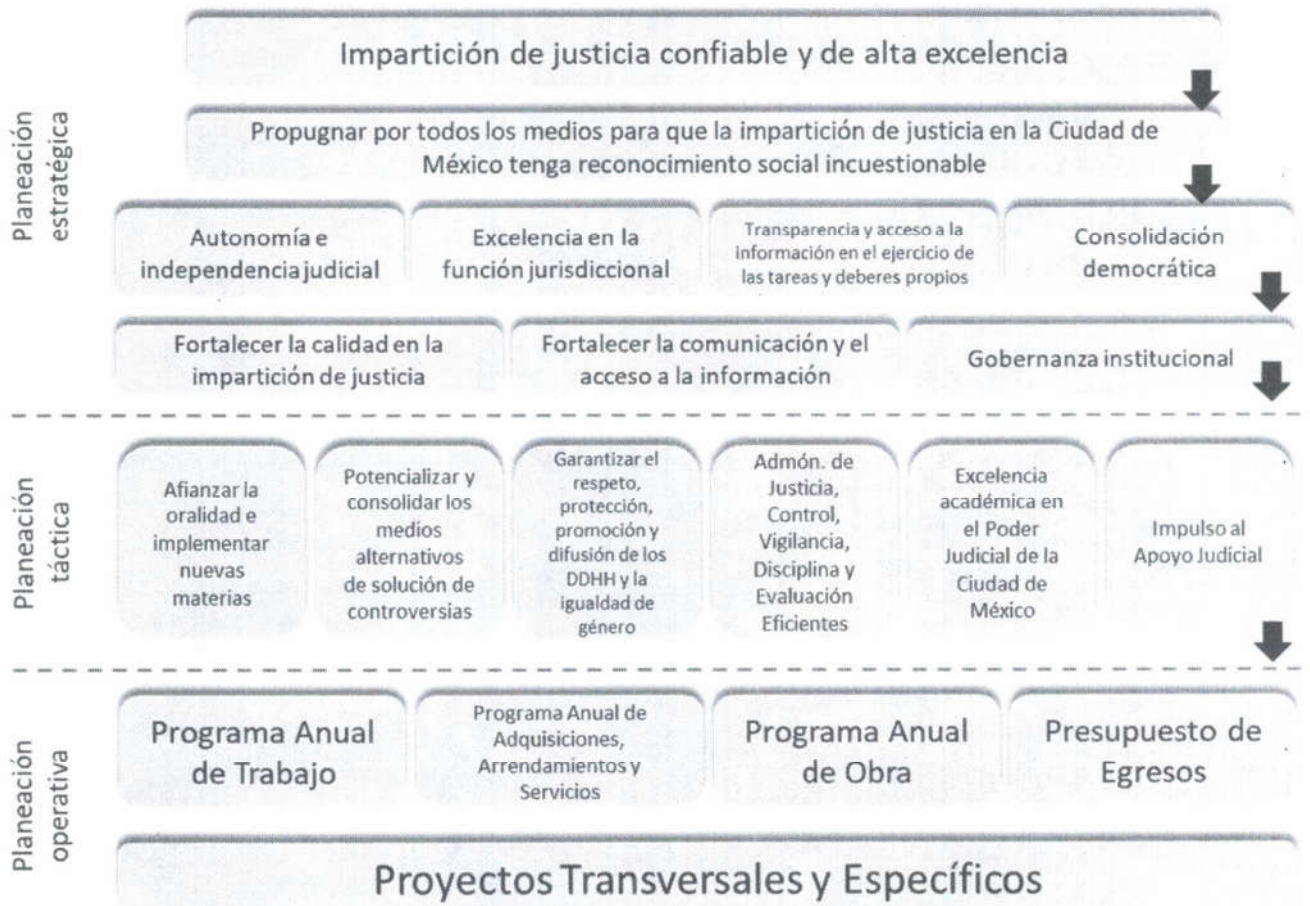 Impartición de justicia confiable y de alta excelencia
Planeación
estratégica
Propugnar por todos los medios para que la impartición de justicia en la Ciudad de
México tenga reconocimiento social incuestionable
Autonomía e
independencia judicial
Excelencia en la
función jurisdiccional
Transparencia y acceso a la
información en el ejercicio de
las tareas y deberes propios
Consolidación
democrática
Fortalecer la calidad en la
impartición de justicia
Fortalecer la comunicación y el
acceso a la información
Gobernanza institucional
Planeación
táctica
Afianzar la
oralidad e
implementar
nuevas
materias
Potencializar y
consolidar los
medios
alternativos
de solución de
controversias
Garantizar el
respeto,
protección,
promoción y
difusión de los
DDHH y la
igualdad de
género
Admón. de
Justicia,
Control,
Vigilancia,
Disciplina y
Evaluación
Eficientes
Excelencia
académica en
el Poder
Judicial de la
Ciudad de
México
Impulso al
Apoyo Judicial
Planeación
operativa
Programa Anual
de Trabajo
Programa Anual de
Adquisiciones,
Arrendamientos y
Servicios
Programa Anual
de Obra
Presupuesto de
Egresos
Proyectos Transversales y Específicos